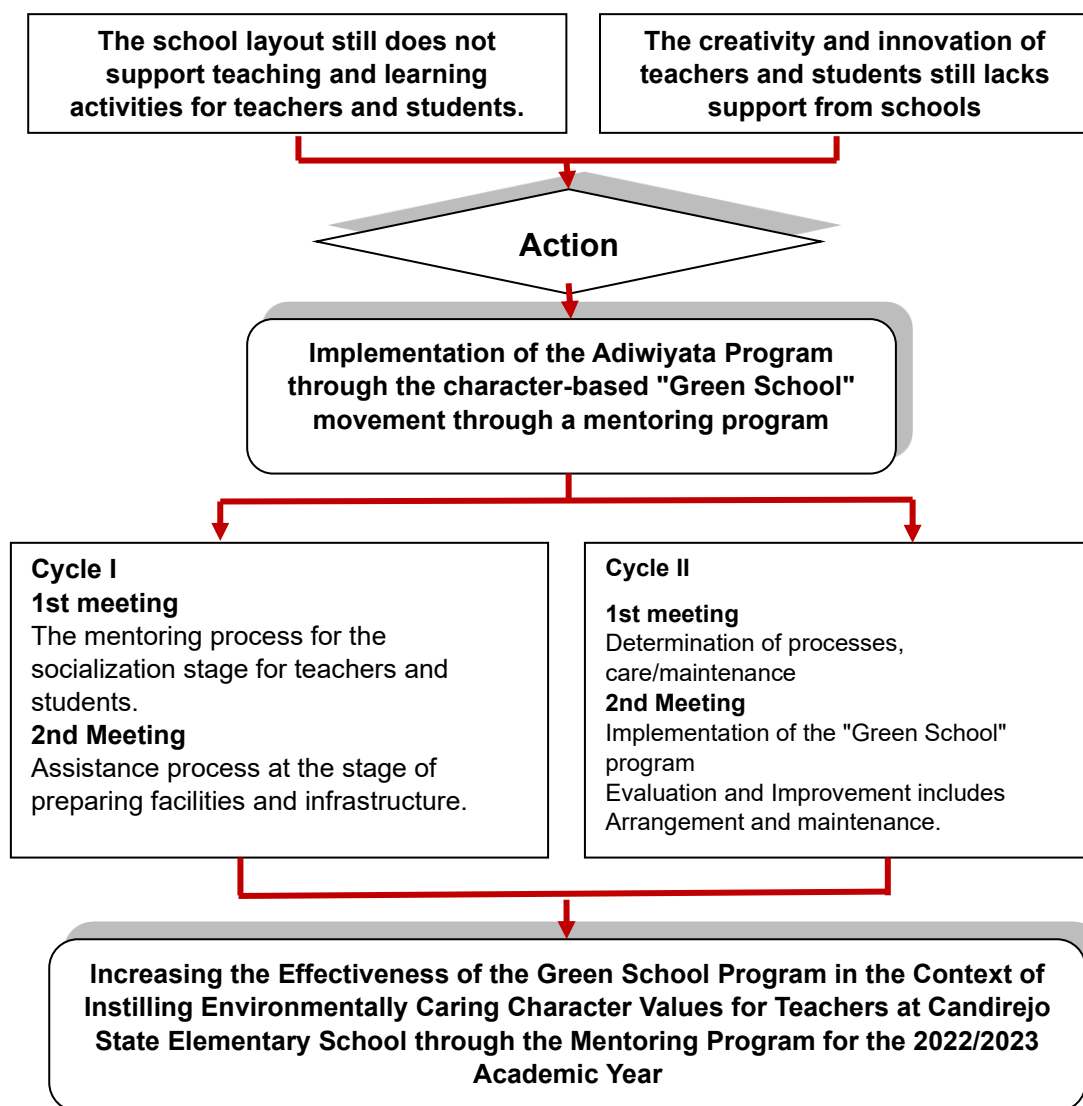 The school layout still does not
support teaching and learning
activities for teachers and students.
The creativity and innovation of
teachers and students still lacks
support from schools
Action
Implementation of the Adiwiyata Program
through the character-based "Green School"
movement through a mentoring program
Cycle I
1st meeting
The mentoring process for the
socialization stage for teachers and
students.
2nd Meeting
Assistance process at the stage of
preparing facilities and infrastructure.
Cycle II
1st meeting
Determination of processes,
care/maintenance
2nd Meeting
Implementation of the "Green School"
program
Evaluation and Improvement includes
Arrangement and maintenance.
Increasing the Effectiveness of the Green School Program in the Context of
Instilling Environmentally Caring Character Values for Teachers at Candirejo
State Elementary School through the Mentoring Program for the 2022/2023
Academic Year